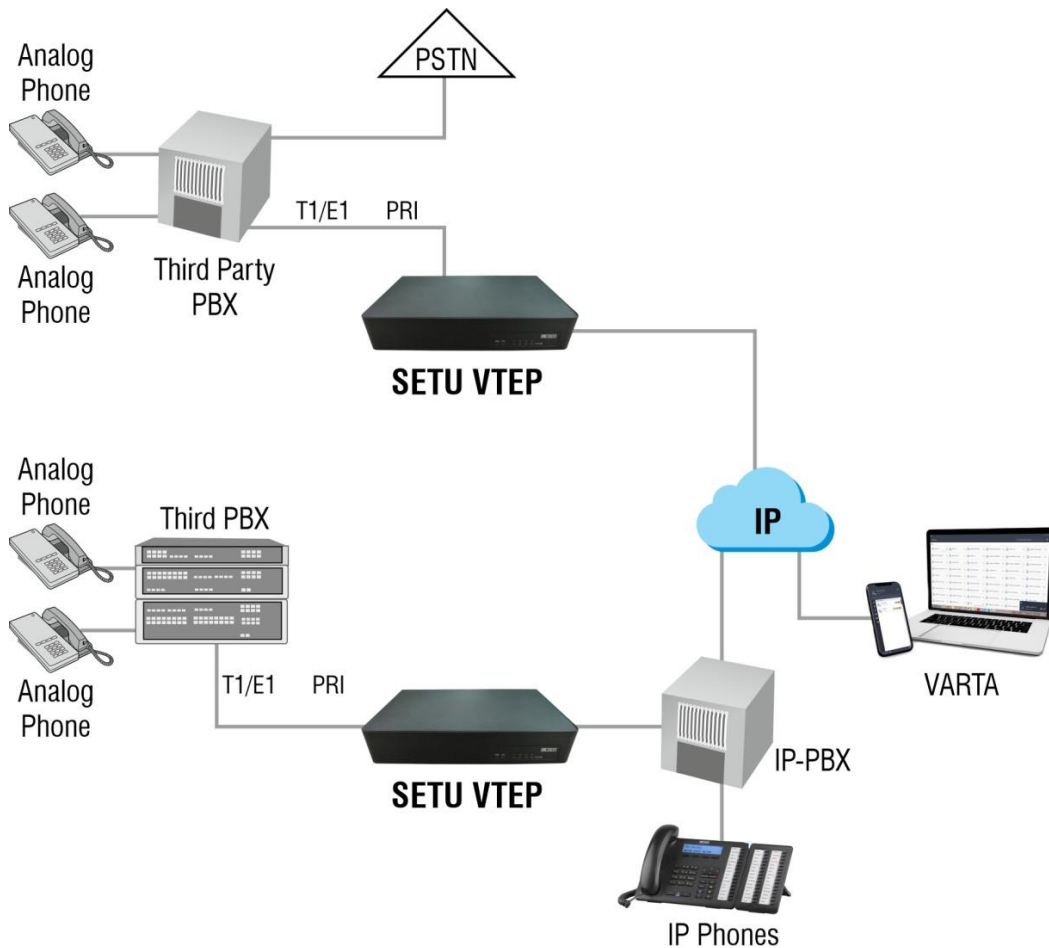 PSTN
Analog
Phone
Analog
Phone
Third Party
PBX
T1/E1 PRI
SETU VTEP
IP
Analog
Phone
Third PBX
Analog
Phone
T1/E1 PRI
SETU VTEP
IP-PBX
VARTA
IP Phones